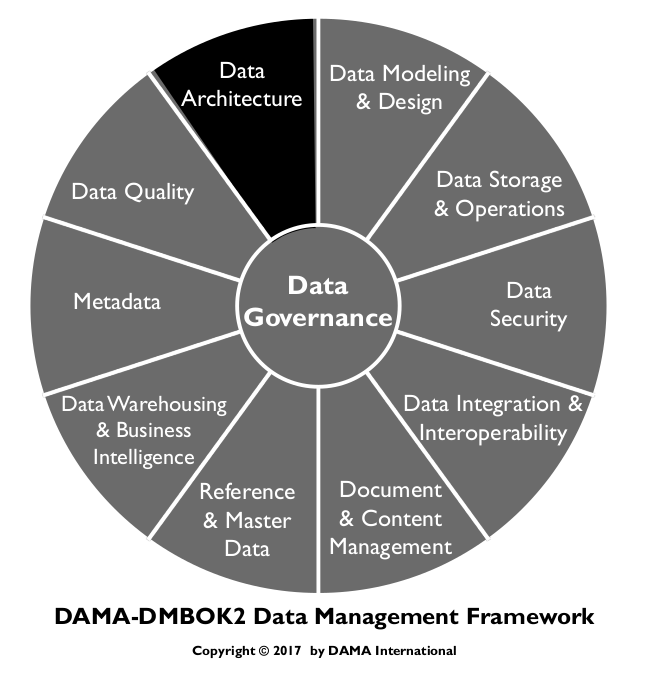 Data
Architecture
Data Modeling
& Design
Data Storage
& Operations
Data
Security
Data Integration &
Interoperability
Document
& Content
Management
Reference
& Master
Data
Data Warehousing
& Business
Intelligence
Metadata
Data Quality
Data
Governance
DAMA-DMBOK2 Data Management Framework
Copyright © 2017 by DAMA International